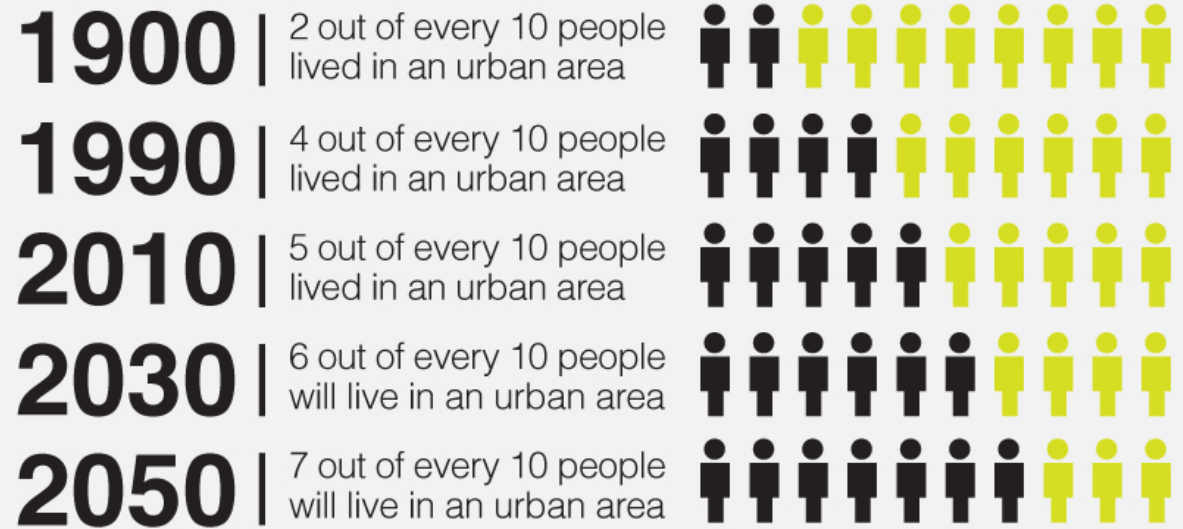 1900
2 out of every 10 people
lived in an urban area
1990
4 out of every 10 people
lived in an urban area
2010
5 out of every 10 people
lived in an urban area
2030
6 out of every 10 people
will live in an urban area
2050
7 out of every 10 people
will live in an urban area